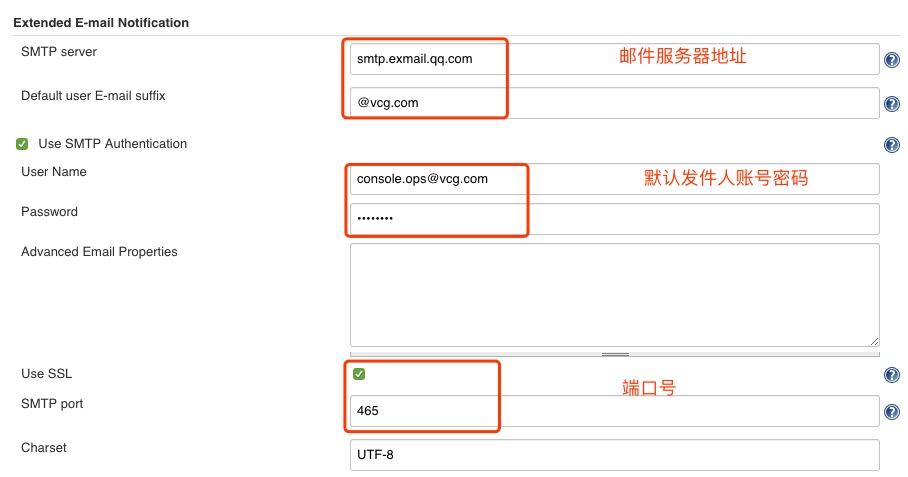 Extended E-mail Notification
SMTP server
smtp.exmail.qq.com
邮件服务器地址
?
Default user E-mail suffix
@vcg.com
?
Use SMTP Authentication
?
User Name
console.ops@vcg.com
默认发件人账号密码
Password
••••••••
Advanced Email Properties
Use SSL
?
端口号
SMTP port
465
?
Charset
UTF-8